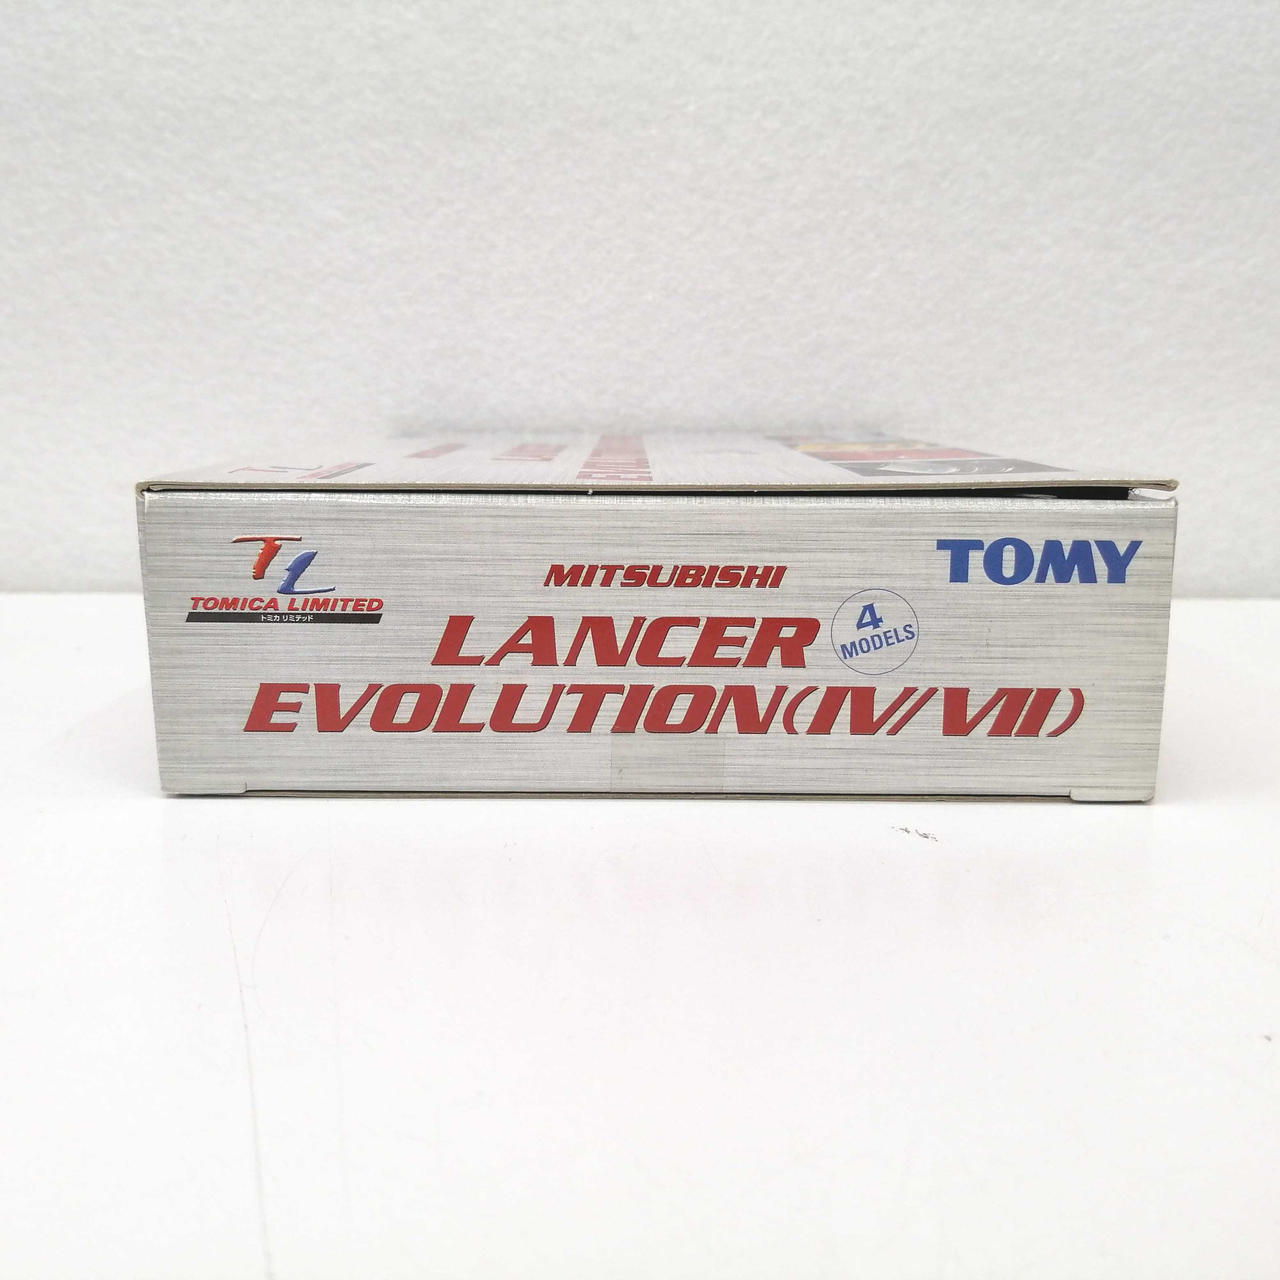 TL
TOMICA LIMITED
トミカ リミテッド
TOMY
MITSUBISHI
LANCER
4
MODELS
EVOLUTION(IV/VII)